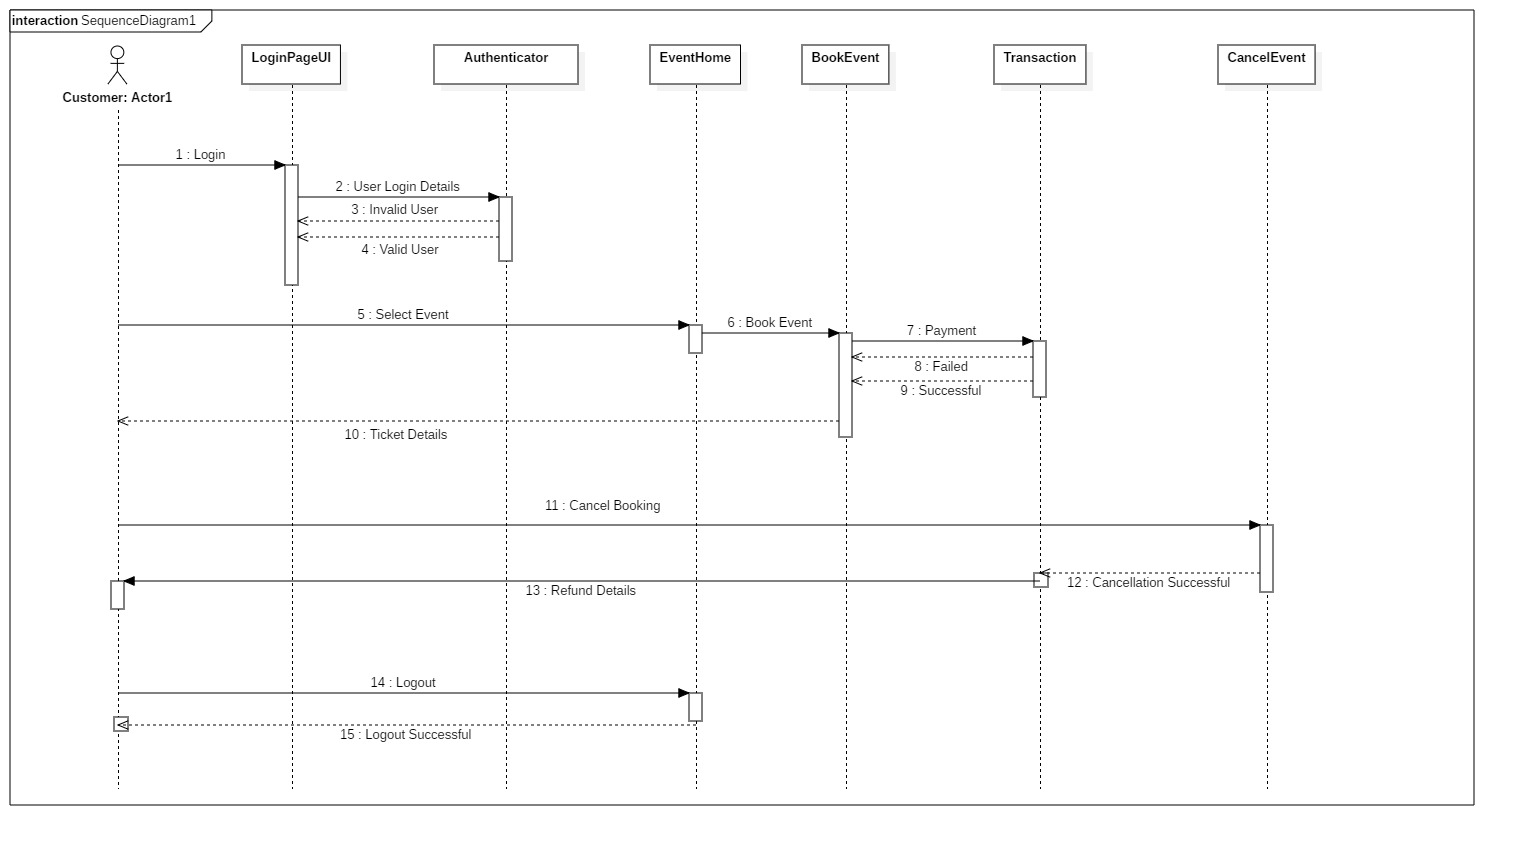 interaction SequenceDiagram1
Customer: Actor1
LoginPageUI
Authenticator
EventHome
BookEvent
Transaction
CancelEvent
1 : Login
2 : User Login Details
3 : Invalid User
4 : Valid User
5 : Select Event
6 : Book Event
7 : Payment
8 : Failed
9 : Successful
10 : Ticket Details
11 : Cancel Booking
12 : Cancellation Successful
13 : Refund Details
14 : Logout
15 : Logout Successful